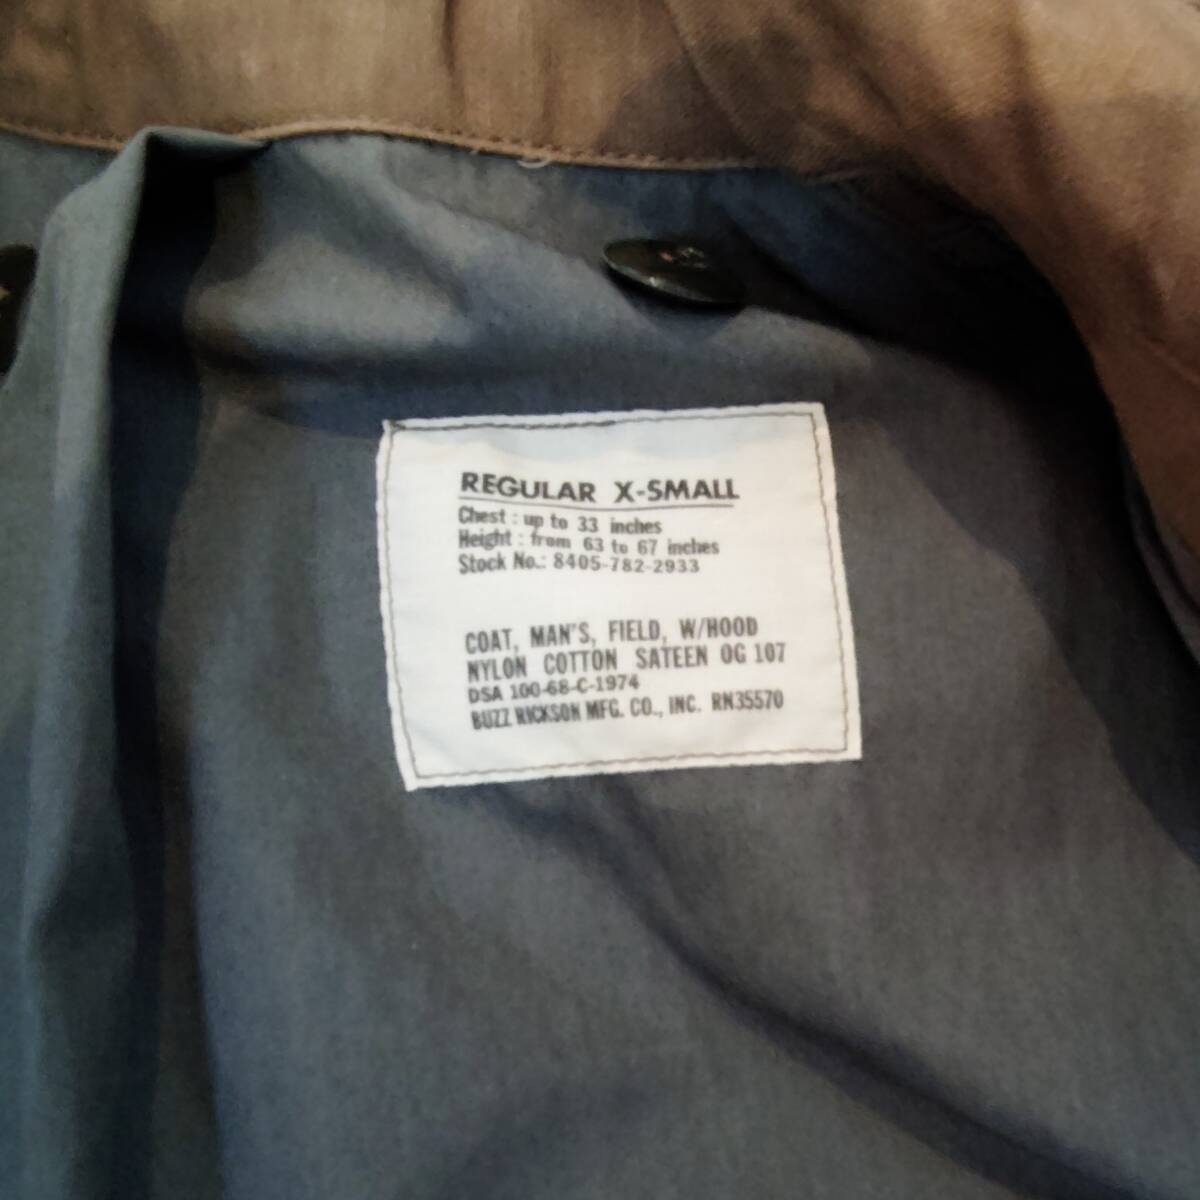 REGULAR X-SMALL
Chest : up to 33 inches
Height : from 63 to 67 inches
Stock No.: 8405-782-2933
COAT, MAN'S, FIELD, W/HOOD
NYLON COTTON SATEEN OG 107
DSA 100-68-C-1974
BUZZ RICKSON MFG. CO., INC. RN35570